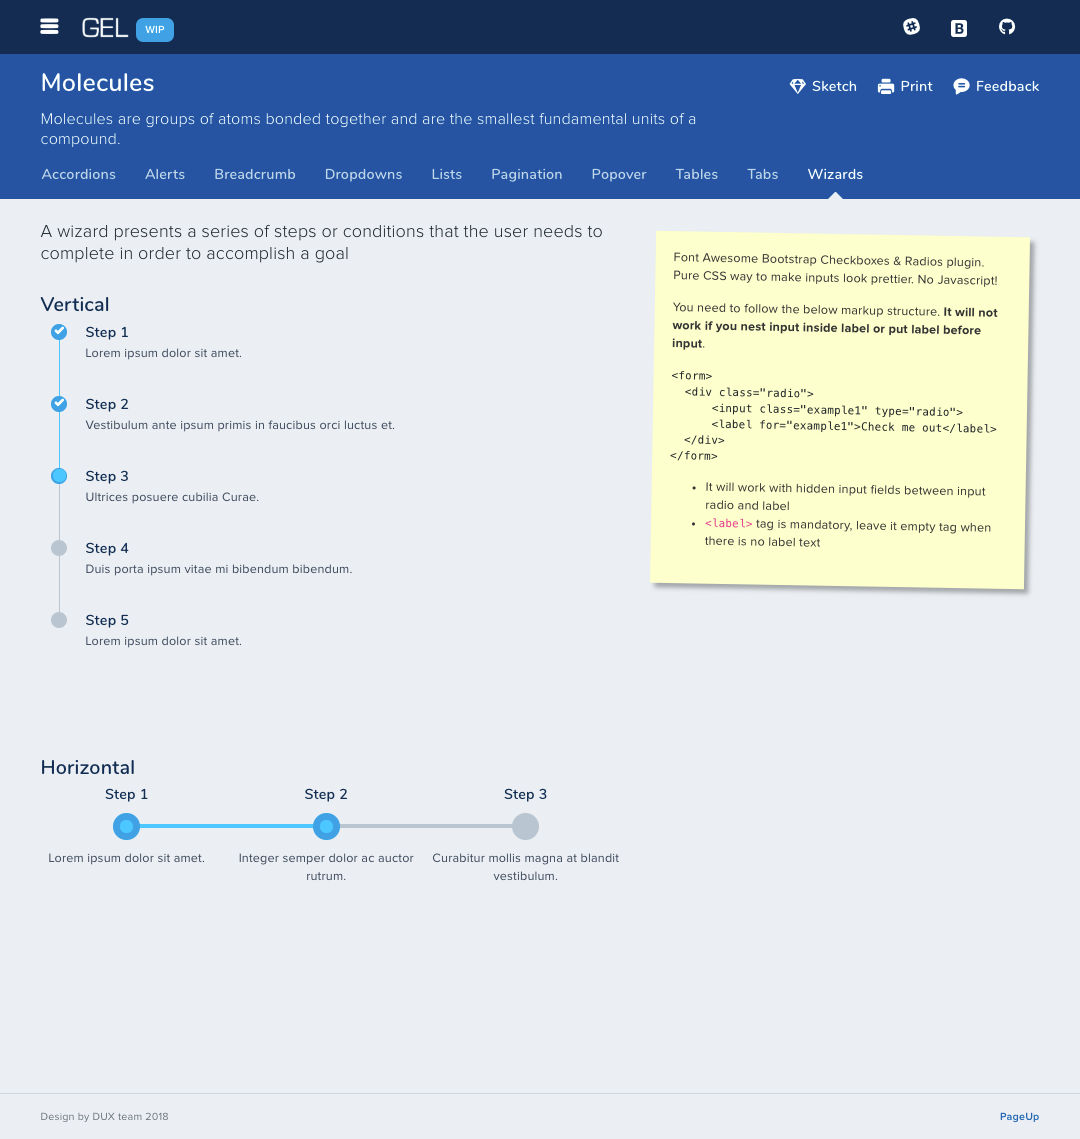 GEL WIP
B
Molecules
Sketch Print Feedback
Molecules are groups of atoms bonded together and are the smallest fundamental units of a
compound.
Accordions Alerts Breadcrumb Dropdowns Lists Pagination Popover Tables Tabs Wizards
A wizard presents a series of steps or conditions that the user needs to
complete in order to accomplish a goal
Vertical
Step 1
Lorem ipsum dolor sit amet.
Step 2
Vestibulum ante ipsum primis in faucibus orci luctus et.
Step 3
Ultrices posuere cubilia Curae.
Step 4
Duis porta ipsum vitae mi bibendum bibendum.
Step 5
Lorem ipsum dolor sit amet.
Font Awesome Bootstrap Checkboxes & Radios plugin.
Pure CSS way to make inputs look prettier. No Javascript!
You need to follow the below markup structure. It will not
work if you nest input inside label or put label before
input.
<form>
<div class="radio">
<input class="example1" type="radio">
<label for="example1">Check me out</label>
</div>
</form>
• It will work with hidden input fields between input
radio and label
• <label> tag is mandatory, leave it empty tag when
there is no label text
Horizontal
Step 1 Step 2 Step 3
Lorem ipsum dolor sit amet. Integer semper dolor ac auctor Curabitur mollis magna at blandit
rutrum. vestibulum.
Design by DUX team 2018 PageUp